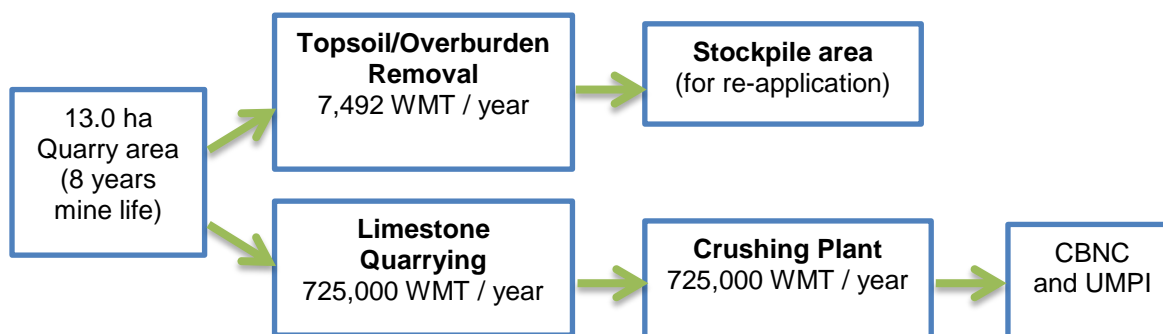 13.0 ha
Quarry area
(8 years
mine life)
Topsoil/Overburden
Removal
7,492 WMT / year
Stockpile area
(for re-application)
Limestone
Quarrying
725,000 WMT / year
Crushing Plant
725,000 WMT / year
CBNC
and UMPI